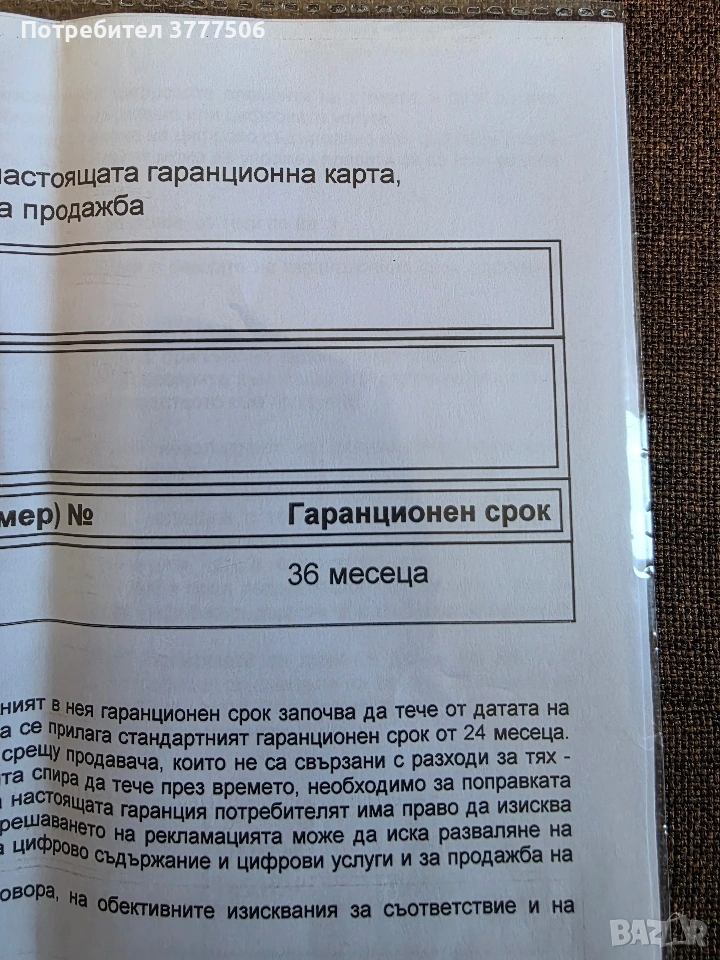 Потребител 3777506
настоящата гаранционна карта,
а продажба
мер) № Гаранционен срок
36 месеца
ният в нея гаранционен срок започва да тече от датата на
а се прилага стандартният гаранционен срок от 24 месеца.
срещу продавача, които не са свързани с разходи за тях -
та спира да тече през времето, необходимо за поправката
настоящата гаранция потребителят има право да изисква
решаването на рекламацията може да иска разваляне на
а цифрово съдържание и цифрови услуги и за продажба на
овора, на обективните изисквания за съответствие и на
BAZAR